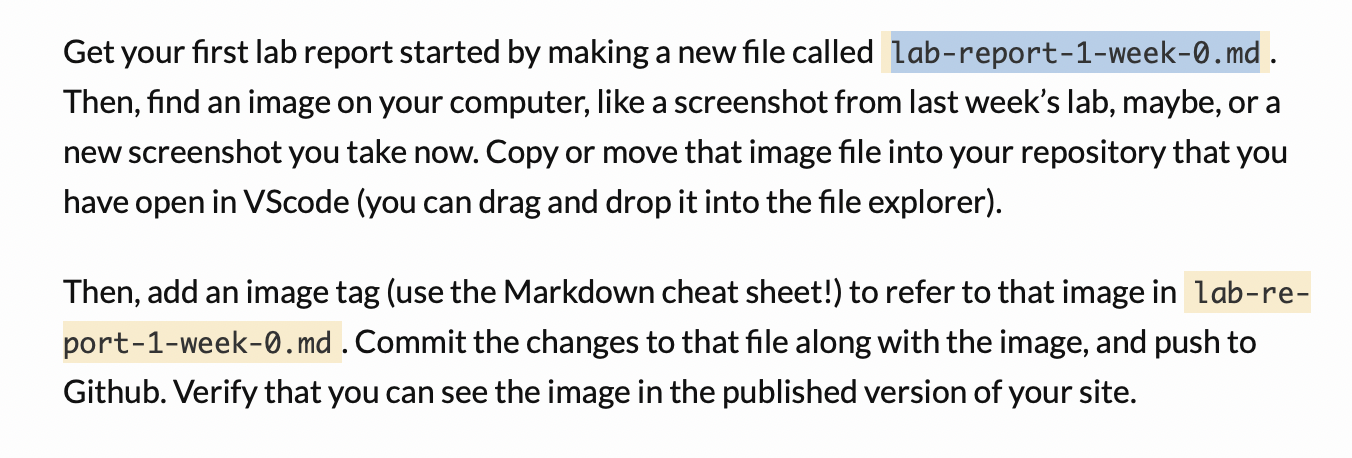 Get your first lab report started by making a new file called lab-report-1-week-0.md.
Then, find an image on your computer, like a screenshot from last week’s lab, maybe, or a
new screenshot you take now. Copy or move that image file into your repository that you
have open in VScode (you can drag and drop it into the file explorer).
Then, add an image tag (use the Markdown cheat sheet!) to refer to that image in lab-re-
port-1-week-0.md. Commit the changes to that file along with the image, and push to
Github. Verify that you can see the image in the published version of your site.